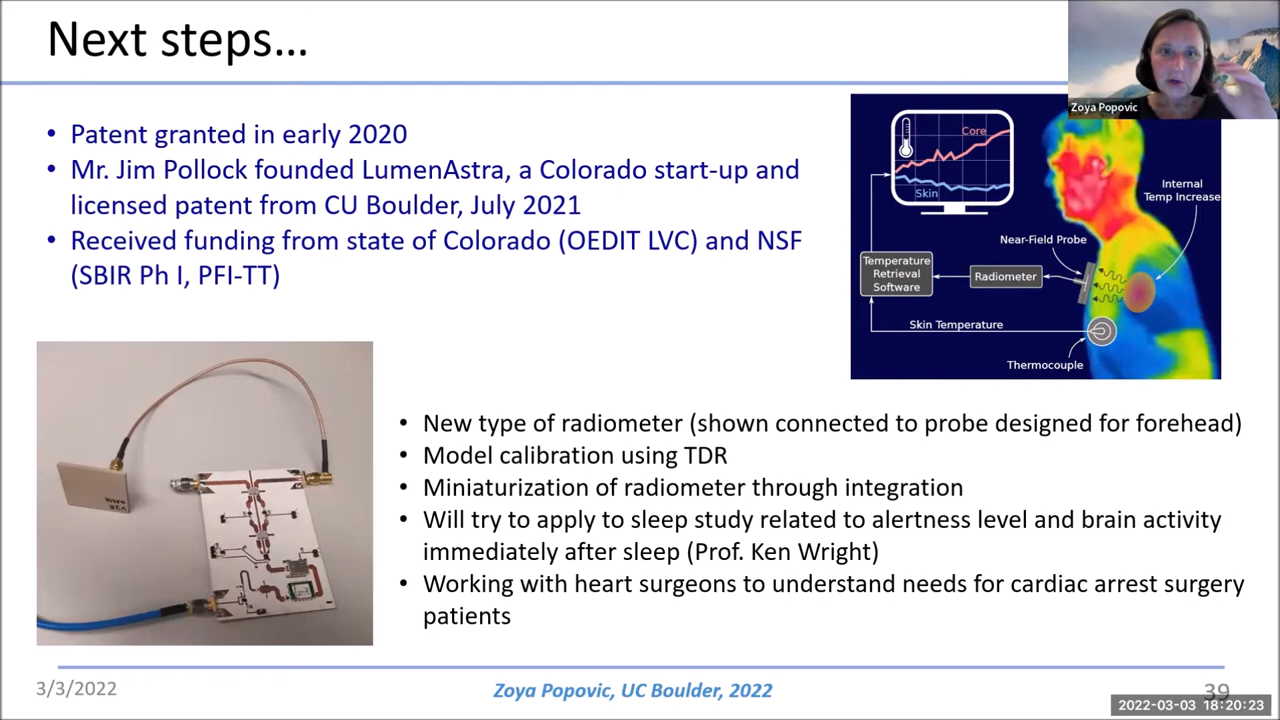 Next steps...
Zoya Popovic
• Patent granted in early 2020
• Mr. Jim Pollock founded LumenAstra, a Colorado start-up and
licensed patent from CU Boulder, July 2021
• Received funding from state of Colorado (OEDIT LVC) and NSF
(SBIR Ph I, PFI-TT)
Core
Skin
Internal
Temp Increase
Near-Field Probe
Temperature
Retrieval
Software
Radiometer
Skin Temperature
Thermocouple
• New type of radiometer (shown connected to probe designed for forehead)
• Model calibration using TDR
• Miniaturization of radiometer through integration
• Will try to apply to sleep study related to alertness level and brain activity
immediately after sleep (Prof. Ken Wright)
• Working with heart surgeons to understand needs for cardiac arrest surgery
patients
3/3/2022
Zoya Popovic, UC Boulder, 2022
39
2022-03-03 18:20:23